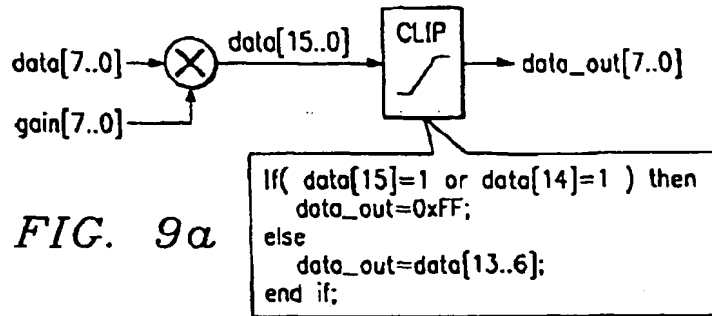 data[7..0]
gain[7..0]
data[15..0]
CLIP
data_out[7..0]
If( data[15]=1 or data[14]=1 ) then
data_out=0xFF;
else
data_out=data[13..6];
end if;
FIG. 9a